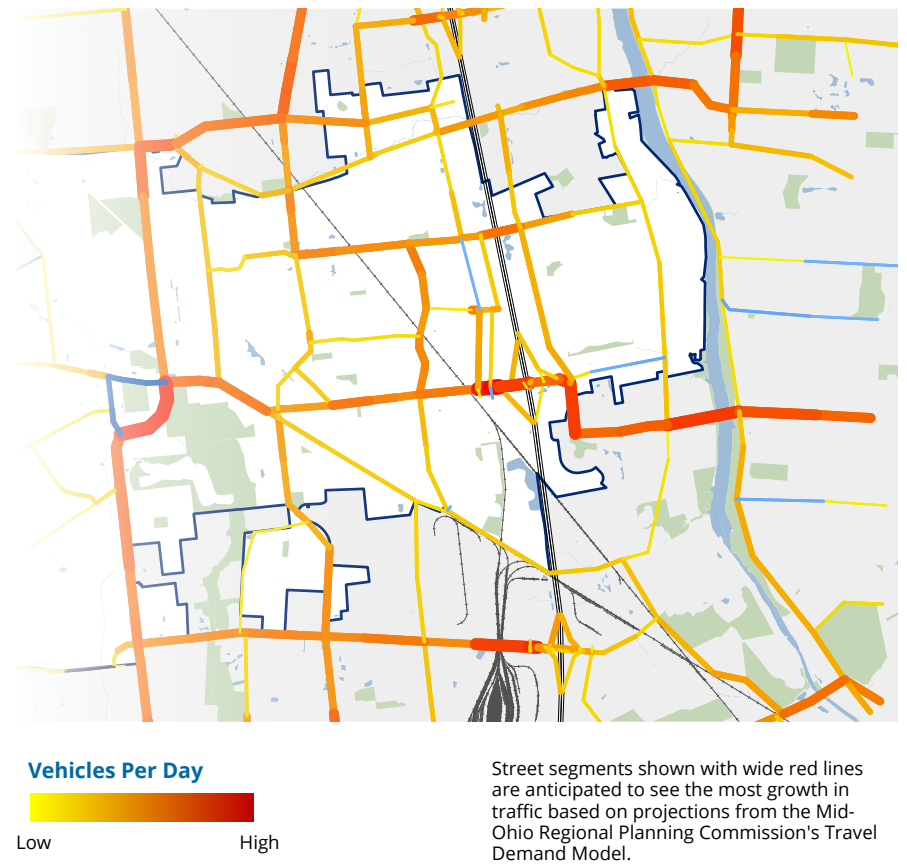 Vehicles Per Day
Low
High
Street segments shown with wide red lines
are anticipated to see the most growth in
traffic based on projections from the Mid-
Ohio Regional Planning Commission's Travel
Demand Model.